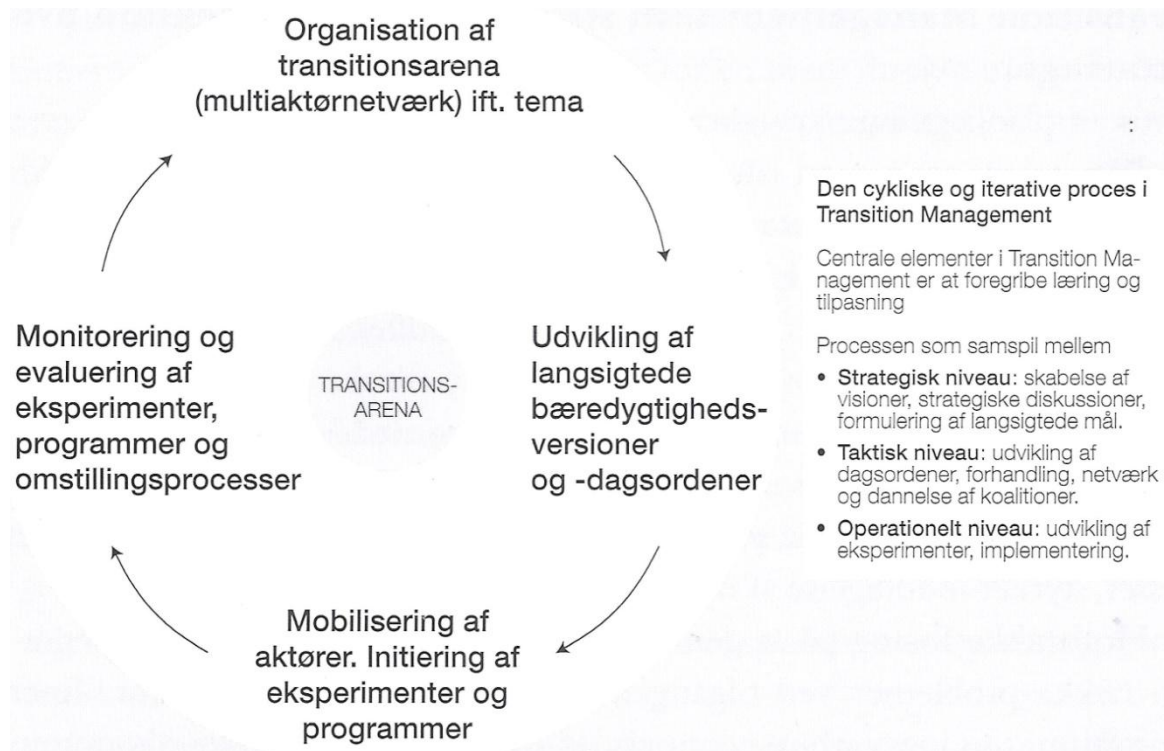 Organisation af
transitionsarena
(multiaktørnetværk) ift. tema
Monitorering og
evaluering af
eksperimenter,
programmer og
omstillingsprocesser
TRANSITIONS-
ARENA
Udvikling af
langsigtede
bæredygtigheds-
versioner
og -dagsordener
Mobilisering af
aktører. Initiering af
eksperimenter og
programmer
Den cykliske og iterative proces i
Transition Management
Centrale elementer i Transition Ma-
nagement er at foregribe læring og
tilpasning
Processen som samspil mellem
• Strategisk niveau: skabelse af
visioner, strategiske diskussioner,
formulering af langsigtede mål.
• Taktisk niveau: udvikling af
dagsordener, forhandling, netværk
og dannelse af koalitioner.
• Operationelt niveau: udvikling af
eksperimenter, implementering.